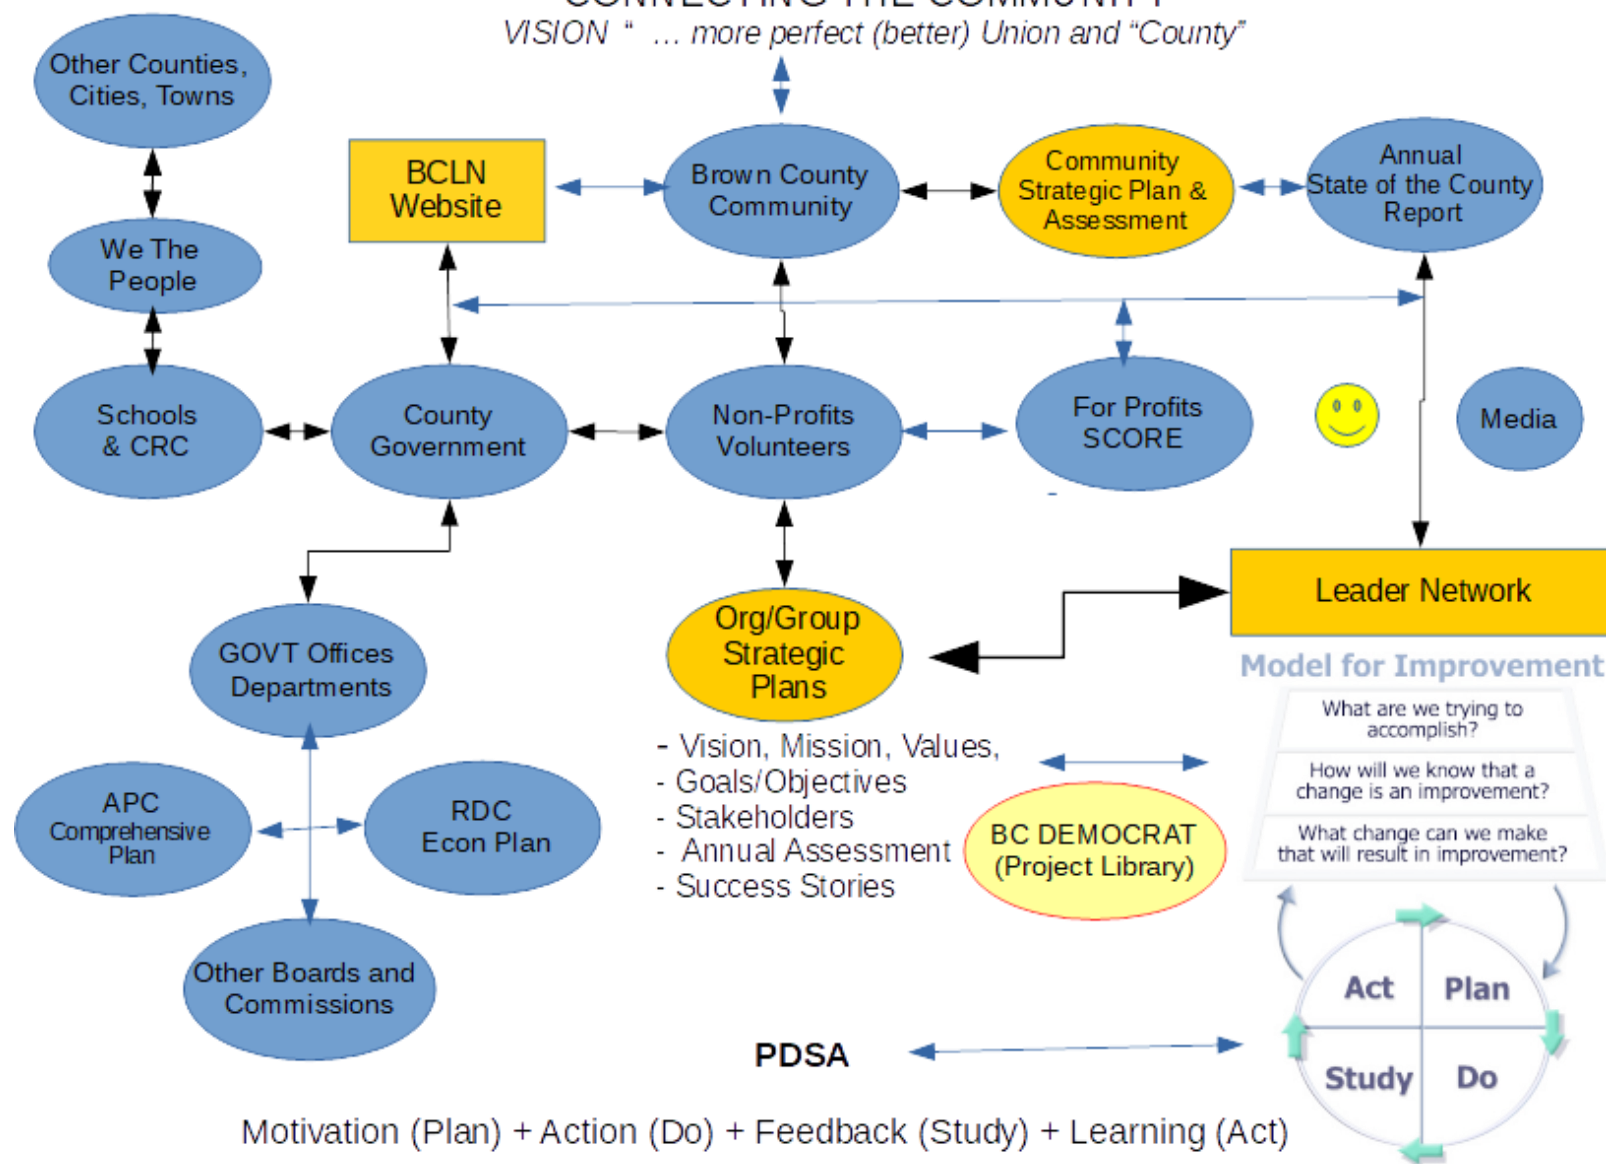 CONNECTING THE COMMUNITY
VISION “ … more perfect (better) Union and “County”
Other Counties,
Cities, Towns
BCLN
Website
Brown County
Community
Community
Strategic Plan &
Assessment
Annual
State of the County
Report
We The
People
Schools
& CRC
County
Government
Non-Profits
Volunteers
For Profits
SCORE
Media
GOVT Offices
Departments
Org/Group
Strategic
Plans
Leader Network
Model for Improvement
What are we trying to
accomplish?
How will we know that a
change is an improvement?
What change can we make
that will result in improvement?
- Vision, Mission, Values,
- Goals/Objectives
- Stakeholders
- Annual Assessment
- Success Stories
APC
Comprehensive
Plan
RDC
Econ Plan
BC DEMOCRAT
(Project Library)
Other Boards and
Commissions
Act
Plan
Study
Do
PDSA
Motivation (Plan) + Action (Do) + Feedback (Study) + Learning (Act)